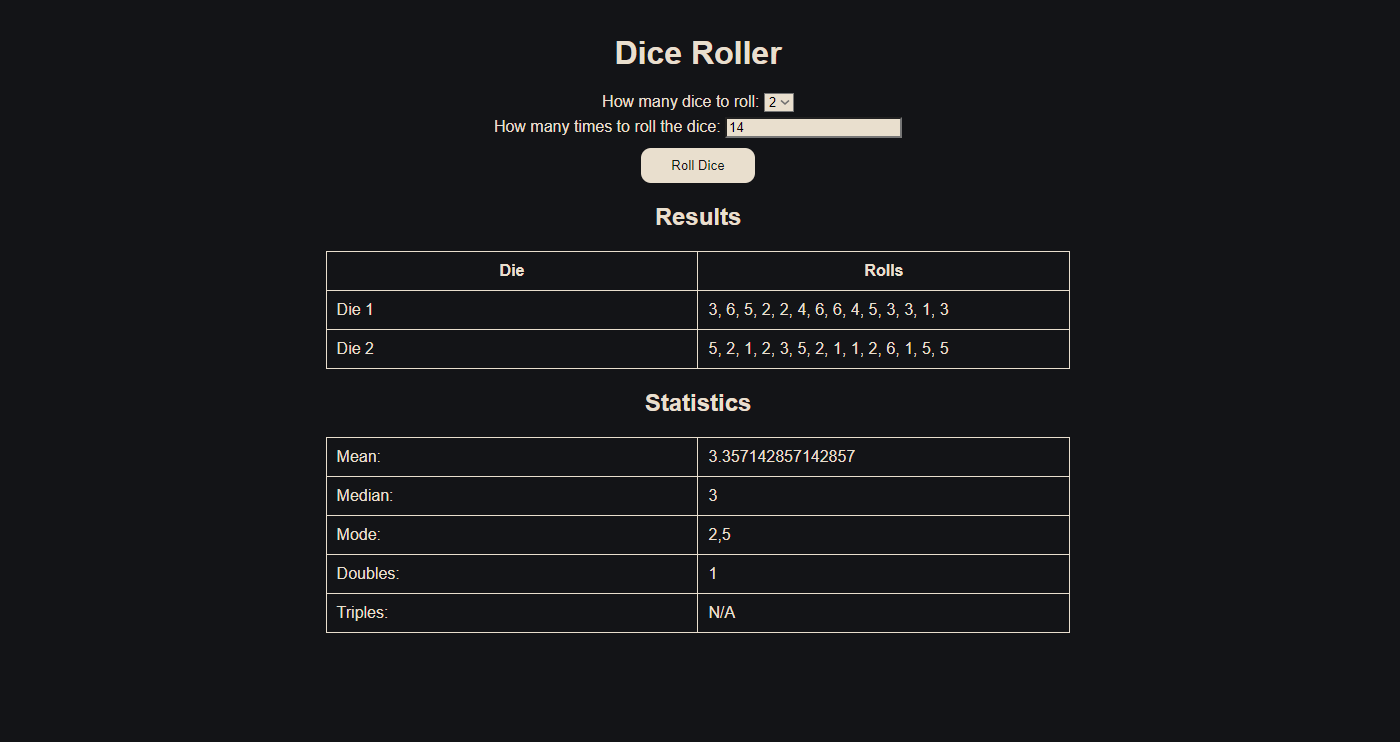 Dice Roller
How many dice to roll: 2
How many times to roll the dice: 14
Roll Dice
Results
Die Rolls
Die 1 3, 6, 5, 2, 2, 4, 6, 6, 4, 5, 3, 3, 1, 3
Die 2 5, 2, 1, 2, 3, 5, 2, 1, 1, 2, 6, 1, 5, 5
Statistics
Mean: 3.357142857142857
Median: 3
Mode: 2,5
Doubles: 1
Triples: N/A